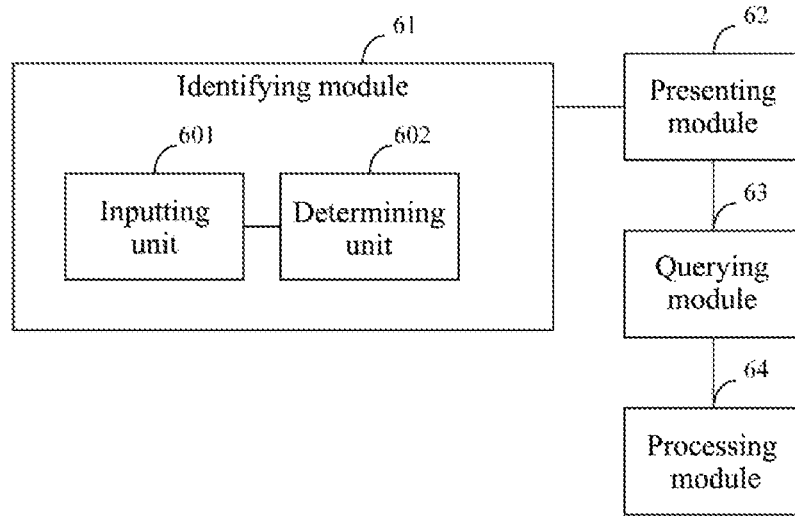 61
Identifying module
601
Inputting
unit
602
Determining
unit
62
Presenting
module
63
Querying
module
64
Processing
module